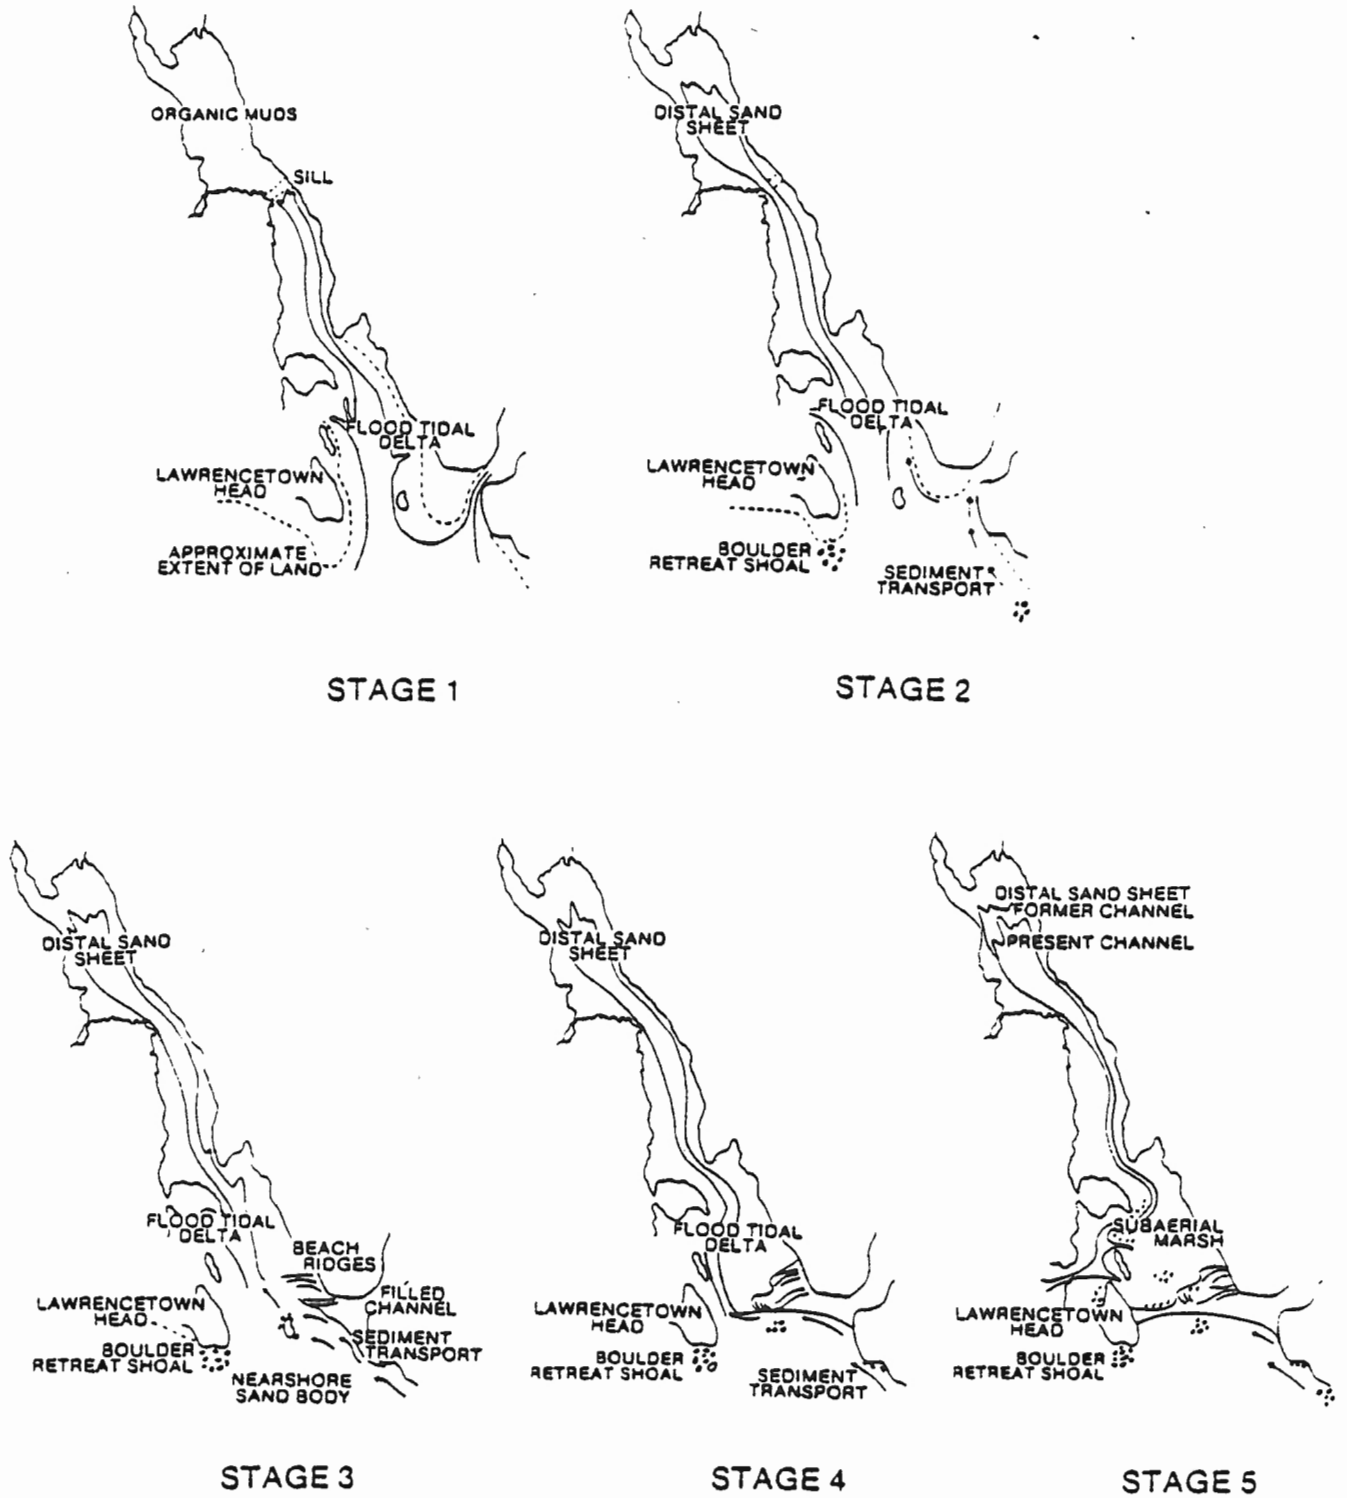 ORGANIC MUDS
SILL
FLOOD TIDAL
DELTA
LAWRENCETOWN
HEAD
APPROXIMATE
EXTENT OF LAND
STAGE 1
DISTAL SAND
SHEET
FLOOD TIDAL
DELTA
LAWRENCETOWN
HEAD
BOULDER
RETREAT SHOAL
SEDIMENT
TRANSPORT
STAGE 2
DISTAL SAND
SHEET
FLOOD TIDAL
DELTA
BEACH
RIDGES
FILLED
CHANNEL
LAWRENCETOWN
HEAD
SEDIMENT
TRANSPORT
BOULDER
RETREAT SHOAL
NEARSHORE
SAND BODY
STAGE 3
DISTAL SAND
SHEET
FLOOD TIDAL
DELTA
LAWRENCETOWN
HEAD
BOULDER
RETREAT SHOAL
SEDIMENT
TRANSPORT
STAGE 4
DISTAL SAND SHEET
FORMER CHANNEL
PRESENT CHANNEL
SUBAERIAL
MARSH
LAWRENCETOWN
HEAD
BOULDER
RETREAT SHOAL
STAGE 5